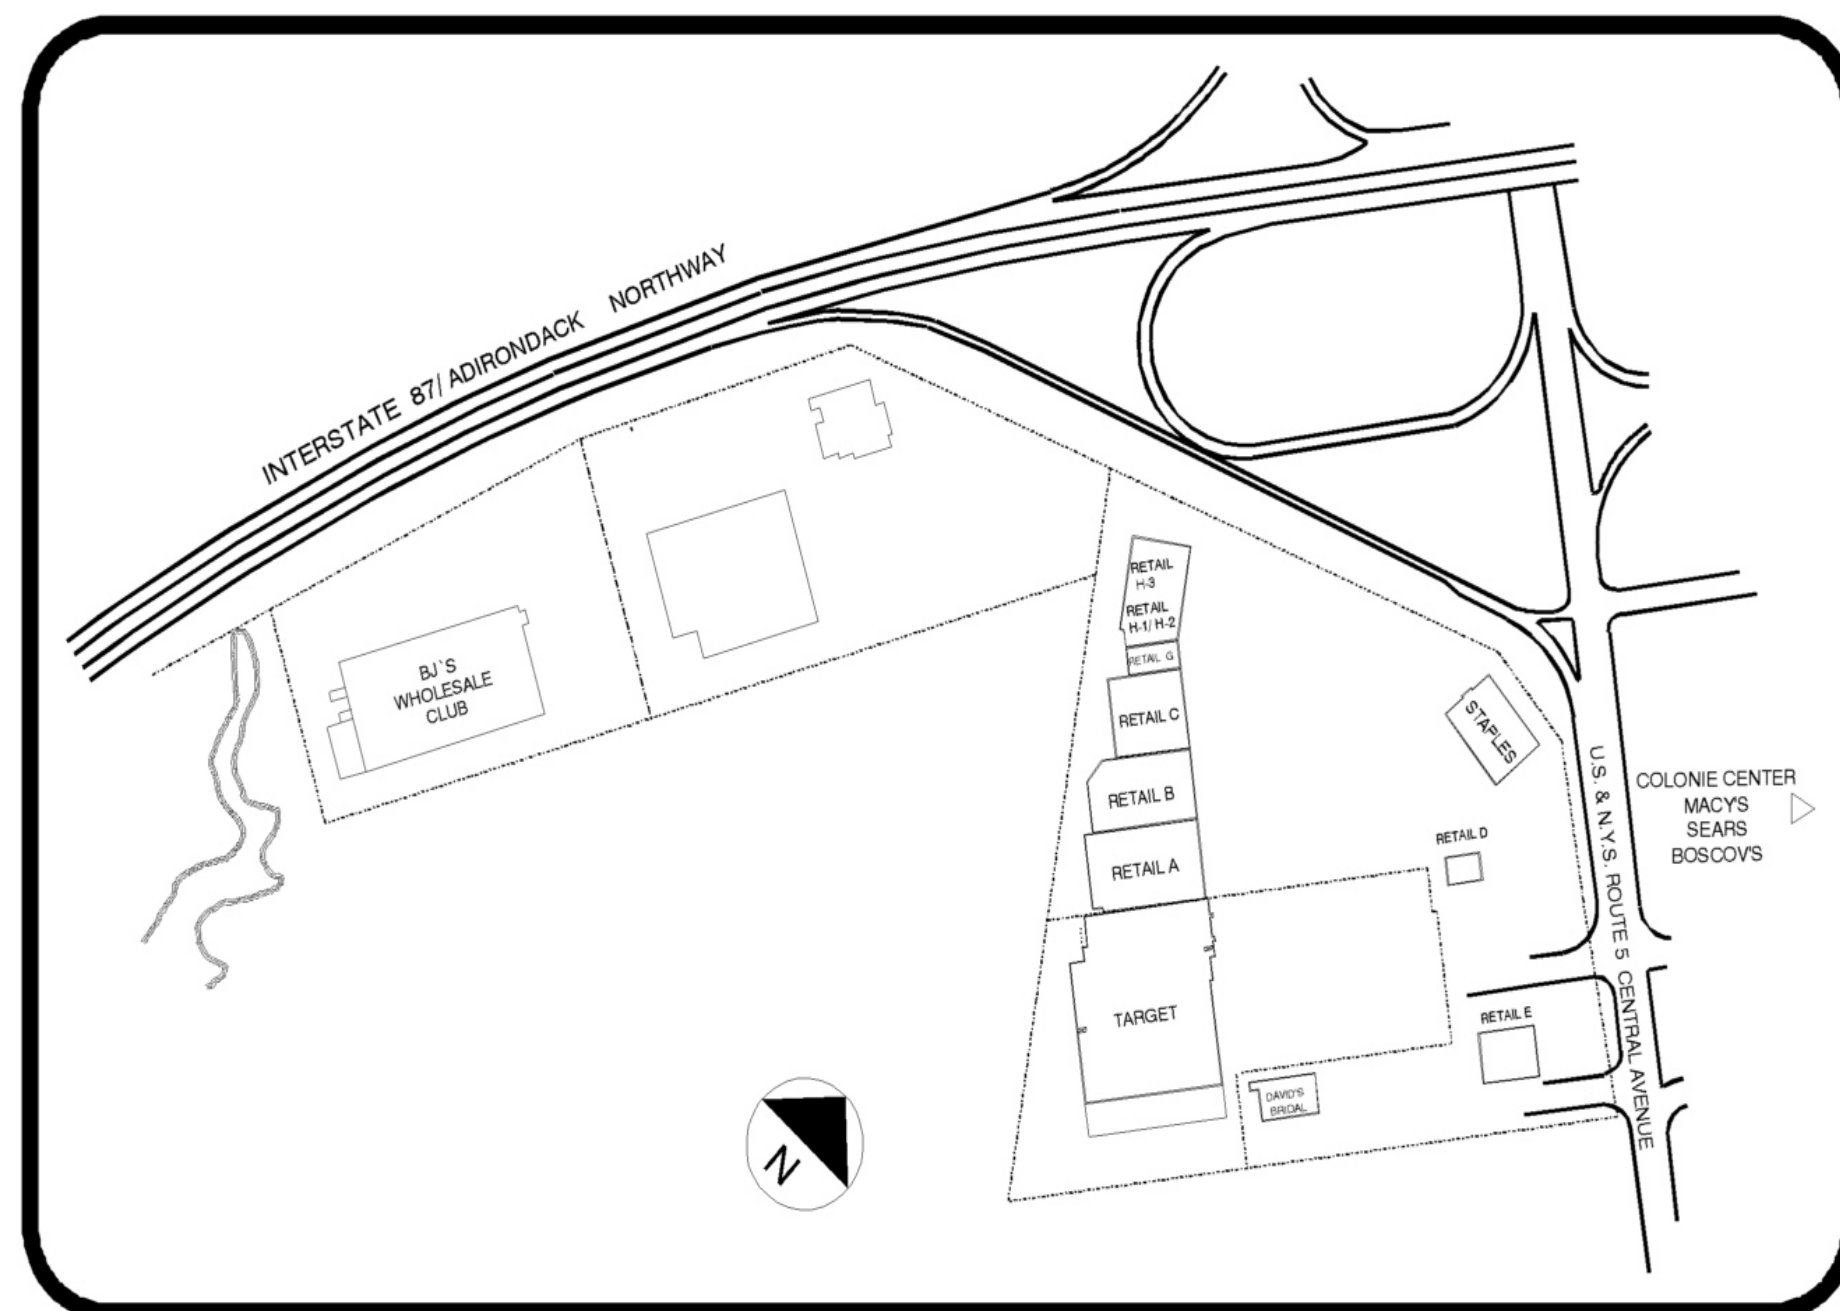 INTERSTATE 87/ ADIRONDACK NORTHWAY
RETAIL
H-3
RETAIL
H-1/ H-2
RETAIL G
BJ`S
WHOLESALE
CLUB
RETAIL C
STAPLES
RETAIL B
RETAIL A
RETAIL D
U.S. & N.Y.S. ROUTE 5 CENTRAL AVENUE
COLONIE CENTER
MACY'S
SEARS
BOSCOV'S
TARGET
RETAIL E
DAVID'S
BRIDAL
N